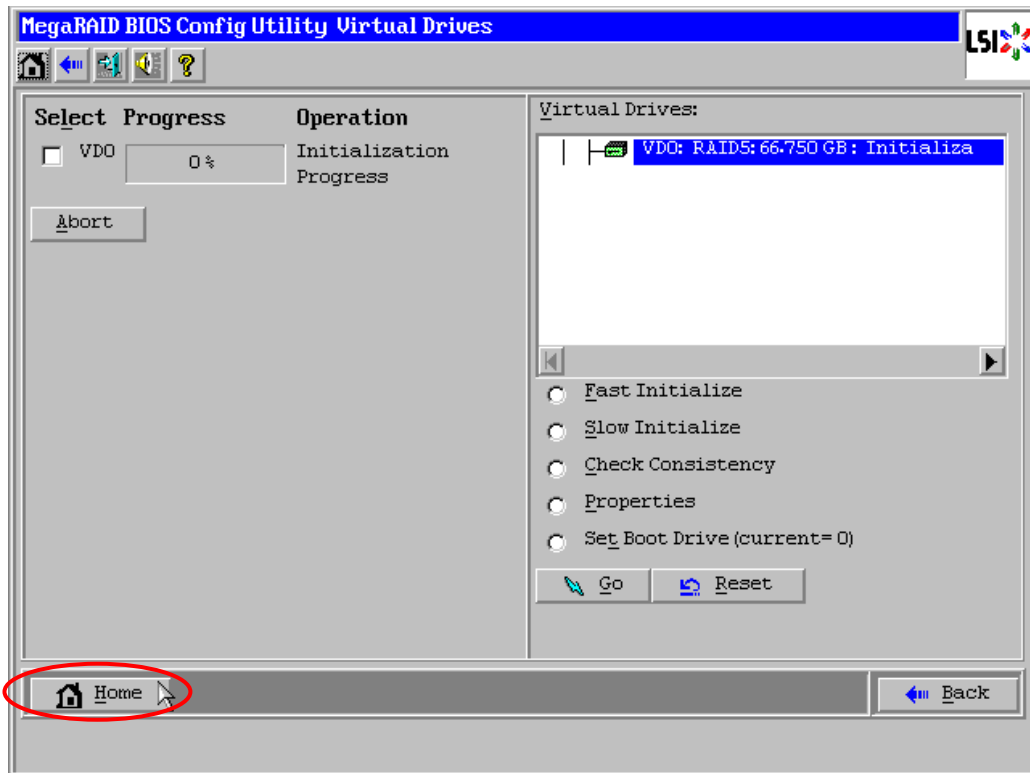 MegaRAID BIOS Config Utility Virtual Drives
LSI
Select Progress Operation
VD0 0% Initialization
Progress
Abort
Virtual Drives:
VD0: RAID5: 66.750 GB: Initializa
Fast Initialize
Slow Initialize
Check Consistency
Properties
Set Boot Drive (current= 0)
Go Reset
Home
Back